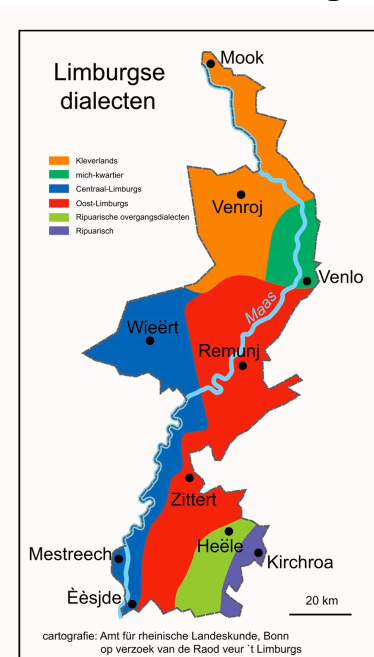 Mook
Limburgse
dialecten
Kleverlands
mich-kwartier
Centraal-Limburgs
Oost-Limburgs
Ripuarische overgangsdialecten
Ripuarisch
Venroj
Venlo
Maas
Wieërt
Remunj
Zittert
Mestreech
Heële
Kirchroa
Èèsjde
20 km
cartografie: Amt für rheinische Landeskunde, Bonn
op verzoek van de Raod veur `t Limburgs